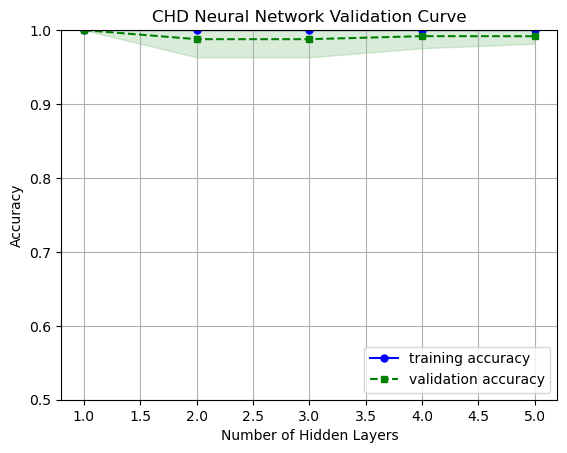 CHD Neural Network Validation Curve
1.0
0.9
0.8
0.7
0.6
0.5
Accuracy
training accuracy
validation accuracy
1.0 1.5 2.0 2.5 3.0 3.5 4.0 4.5 5.0
Number of Hidden Layers